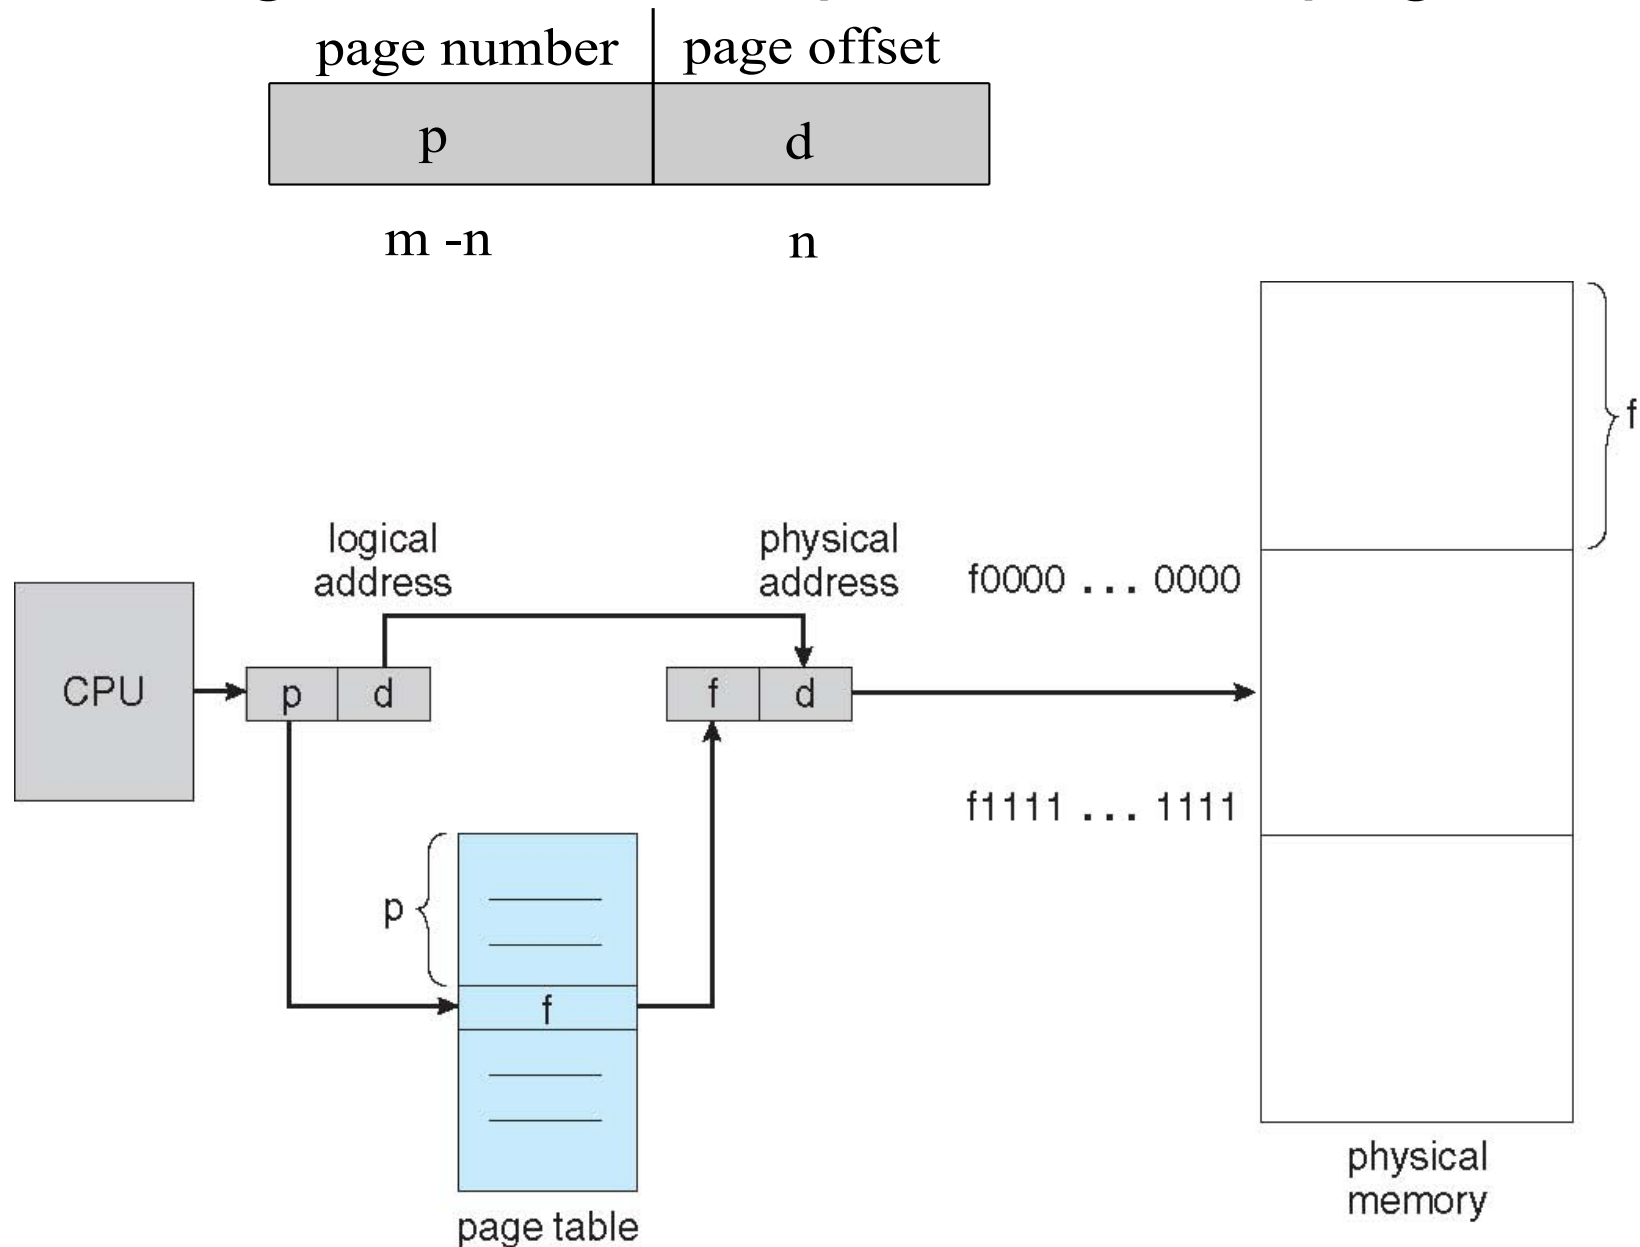 page number page offset
p d
m -n n
f
logical address
physical address
f0000 ... 0000
CPU
p d
f d
f1111 ... 1111
p
f
page table
physical memory